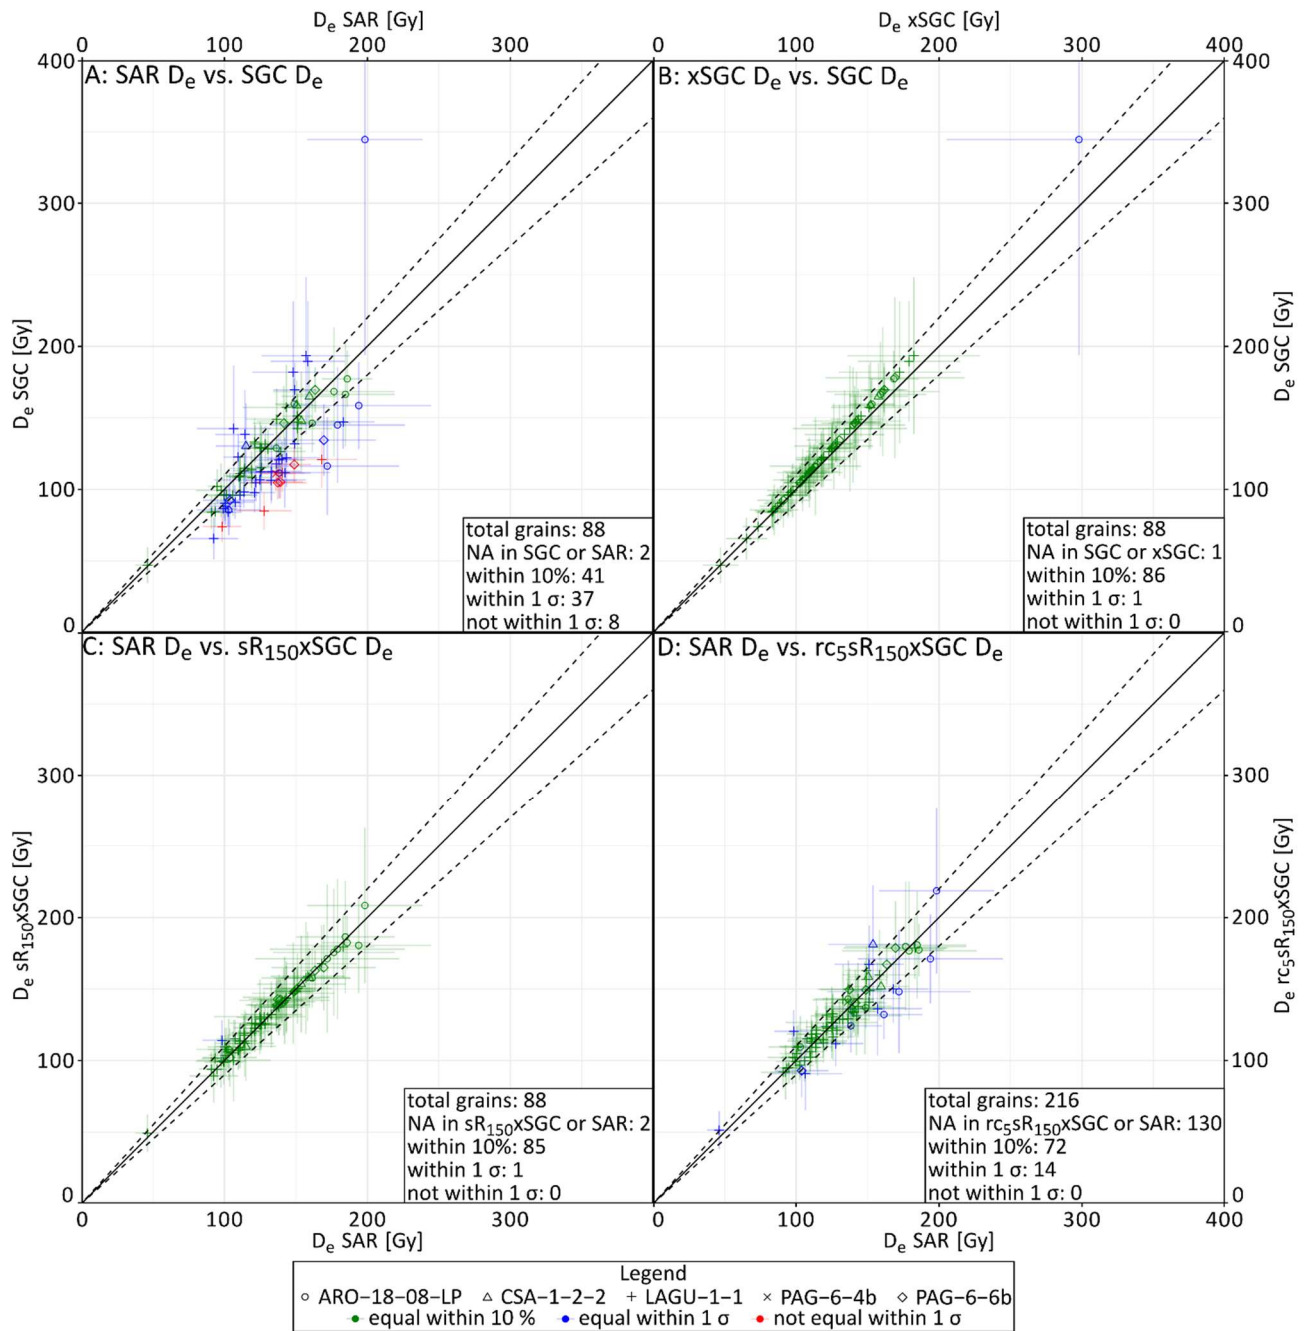 Dₑ SAR [Gy]
Dₑ xSGC [Gy]
0 100 200 300 0 100 200 300 400
400
A: SAR Dₑ vs. SGC Dₑ
B: xSGC Dₑ vs. SGC Dₑ
400
300
300
200
200
100
100
0
0
Dₑ SGC [Gy]
Dₑ SGC [Gy]
total grains: 88
NA in SGC or SAR: 2
within 10%: 41
within 1 σ: 37
not within 1 σ: 8
total grains: 88
NA in SGC or xSGC: 1
within 10%: 86
within 1 σ: 1
not within 1 σ: 0
C: SAR Dₑ vs. sR₁₅₀xSGC Dₑ
D: SAR Dₑ vs. rc₅sR₁₅₀xSGC Dₑ
300
300
200
200
100
100
0
0
Dₑ sR₁₅₀xSGC [Gy]
Dₑ rc₅sR₁₅₀xSGC [Gy]
total grains: 88
NA in sR₁₅₀xSGC or SAR: 2
within 10%: 85
within 1 σ: 1
not within 1 σ: 0
total grains: 216
NA in rc₅sR₁₅₀xSGC or SAR: 130
within 10%: 72
within 1 σ: 14
not within 1 σ: 0
0 100 200 300 0 100 200 300 400
Dₑ SAR [Gy]
Dₑ SAR [Gy]
Legend
ARO−18−08−LP CSA−1−2−2 LAGU−1−1 PAG−6−4b PAG−6−6b
equal within 10 % equal within 1 σ not equal within 1 σ